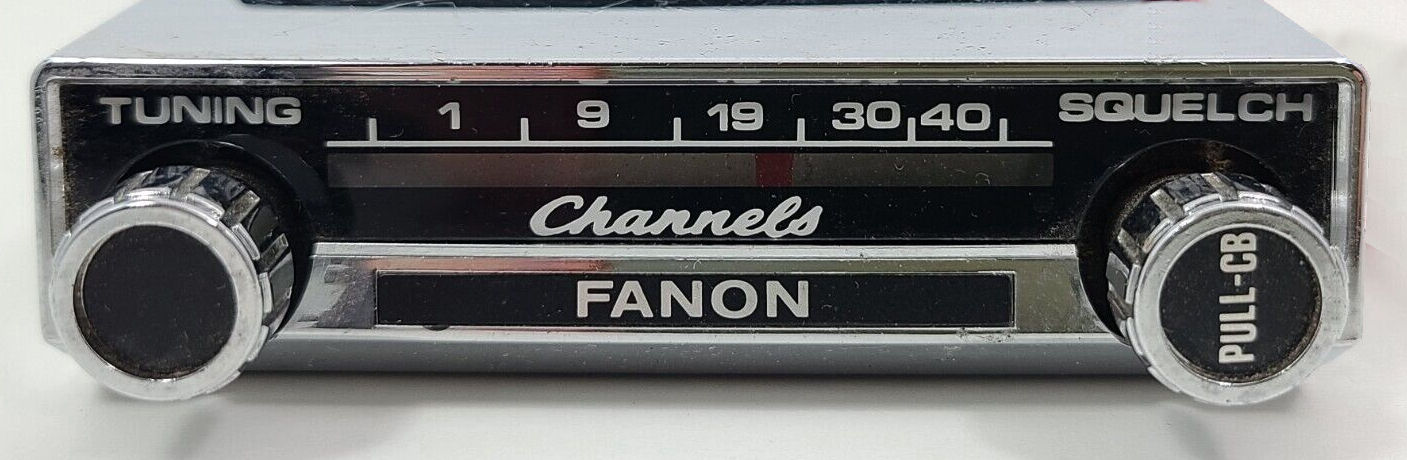 TUNING 1 9 19 30 40 SQUELCH
Channels
FANON
PULL-CB